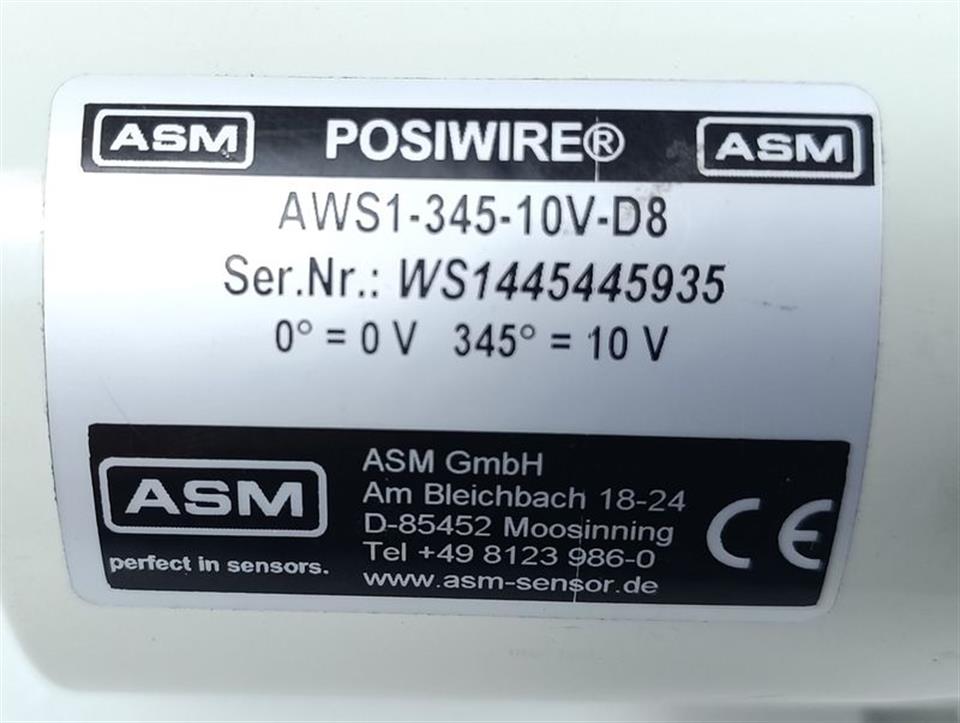 ASM POSIWIRE® ASM
AWS1-345-10V-D8
Ser.Nr.: WS1445445935
0° = 0 V 345° = 10 V
ASM
perfect in sensors.
ASM GmbH
Am Bleichbach 18-24
D-85452 Moosinning
Tel +49 8123 986-0
www.asm-sensor.de
CE